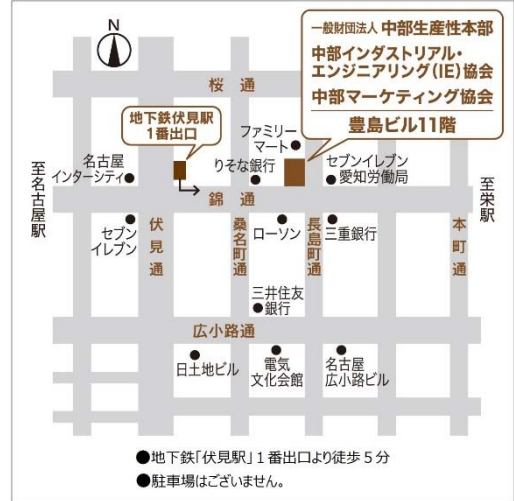 N
一般財団法人 中部生産性本部
中部インダストリアル・
エンジニアリング(IE)協会
中部マーケティング協会
豊島ビル11階
桜通
地下鉄伏見駅
1番出口
ファミリー
マート
名古屋
インターシティ
りそな銀行
セブンイレブン
愛知労働局
至名古屋駅
至栄駅
錦通
セブン
イレブン
伏見通
桑名町通
ローソン
長島町通
三重銀行
本町通
三井住友
銀行
広小路通
日土地ビル
電気
文化会館
名古屋
広小路ビル
●地下鉄「伏見駅」1番出口より徒歩5分
●駐車場はございません。